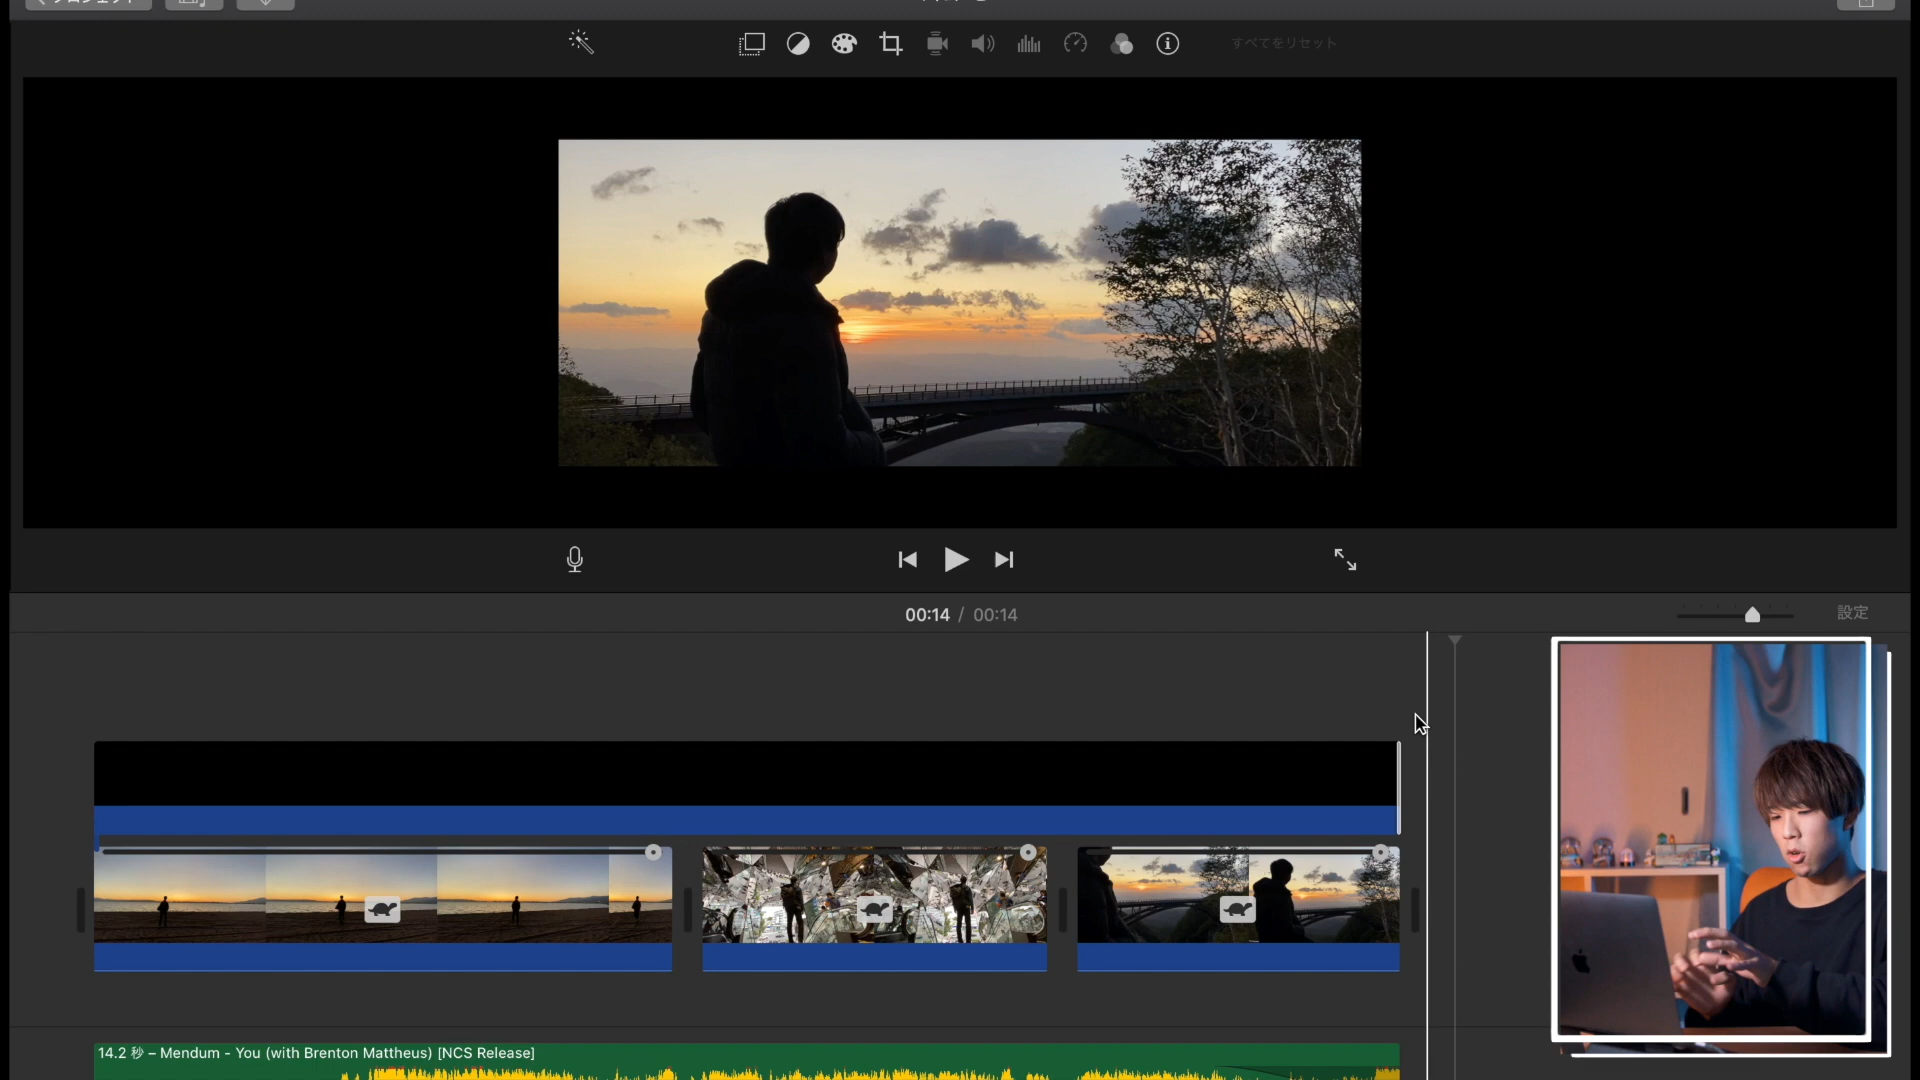 すべてをリセット
00:14 / 00:14
設定
14.2 秒 – Mendum - You (with Brenton Mattheus) [NCS Release]